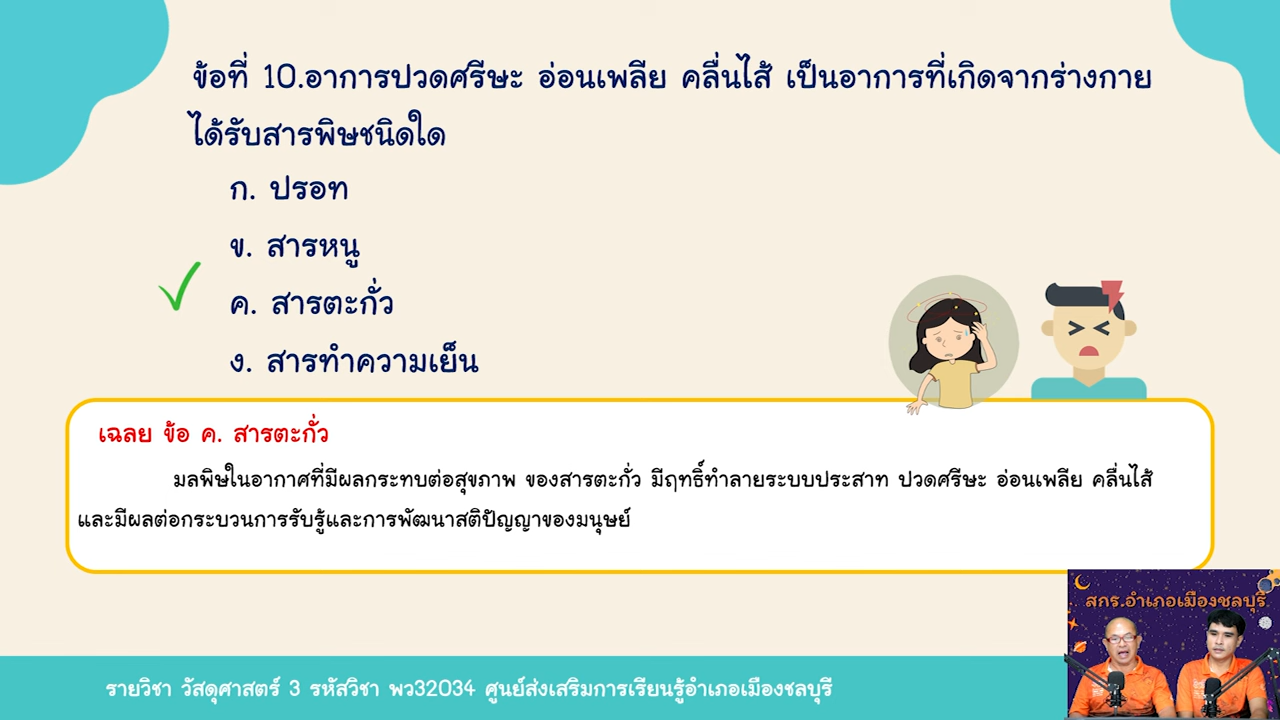 ข้อที่ 10.อาการปวดศรีษะ อ่อนเพลีย คลื่นไส้ เป็นอาการที่เกิดจากร่างกาย
ได้รับสารพิษชนิดใด
ก. ปรอท
ข. สารหนู
ค. สารตะกั่ว
ง. สารทำความเย็น
เฉลย ข้อ ค. สารตะกั่ว
มลพิษในอากาศที่มีผลกระทบต่อสุขภาพ ของสารตะกั่ว มีฤทธิ์ทำลายระบบประสาท ปวดศรีษะ อ่อนเพลีย คลื่นไส้
และมีผลต่อกระบวนการรับรู้และการพัฒนาสติปัญญาของมนุษย์
สกร.อำเภอเมืองชลบุรี
รายวิชา วัสดุศาสตร์ 3 รหัสวิชา พว32034 ศูนย์ส่งเสริมการเรียนรู้อำเภอเมืองชลบุรี